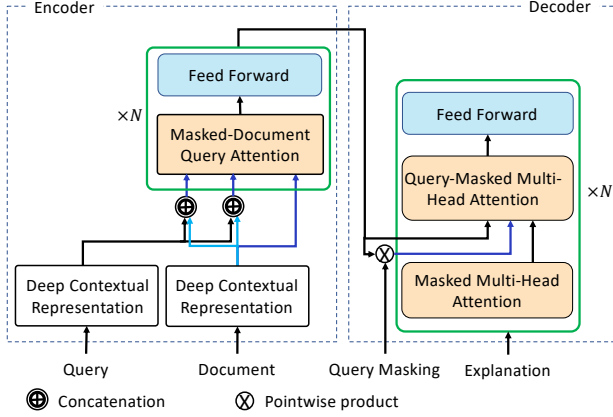 Encoder
Decoder
Feed Forward
×N
Masked-Document
Query Attention
Feed Forward
Query-Masked Multi-
Head Attention
×N
Masked Multi-Head
Attention
Deep Contextual
Representation
Deep Contextual
Representation
Query
Document
Query Masking
Explanation
Concatenation
Pointwise product